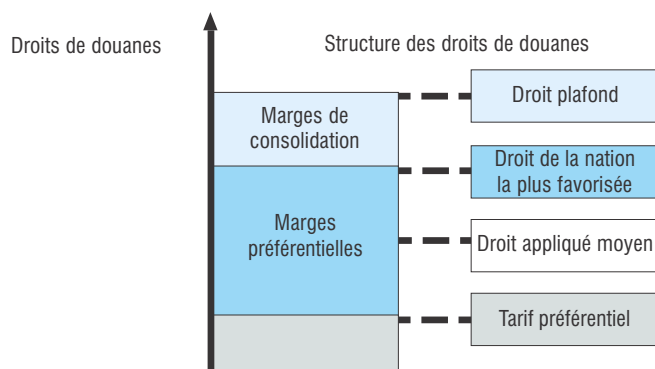 Droits de douanes
Structure des droits de douanes
Marges de
consolidation
Marges
préférentielles
Droit plafond
Droit de la nation
la plus favorisée
Droit appliqué moyen
Tarif préférentiel